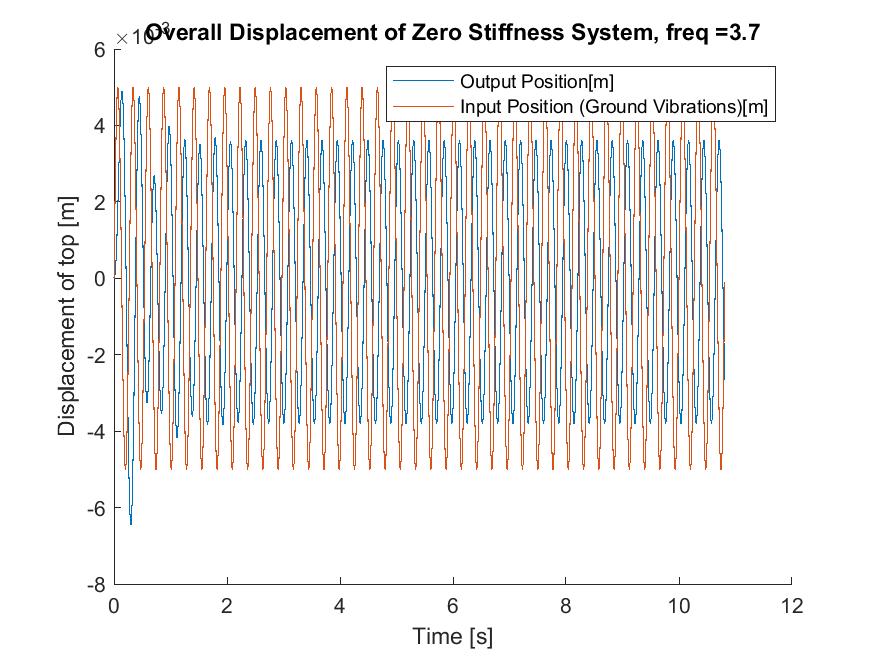 ×10-3
Overall Displacement of Zero Stiffness System, freq =3.7
Output Position[m]
Input Position (Ground Vibrations)[m]
Displacement of top [m]
6
4
2
0
-2
-4
-6
-8
0 2 4 6 8 10 12
Time [s]